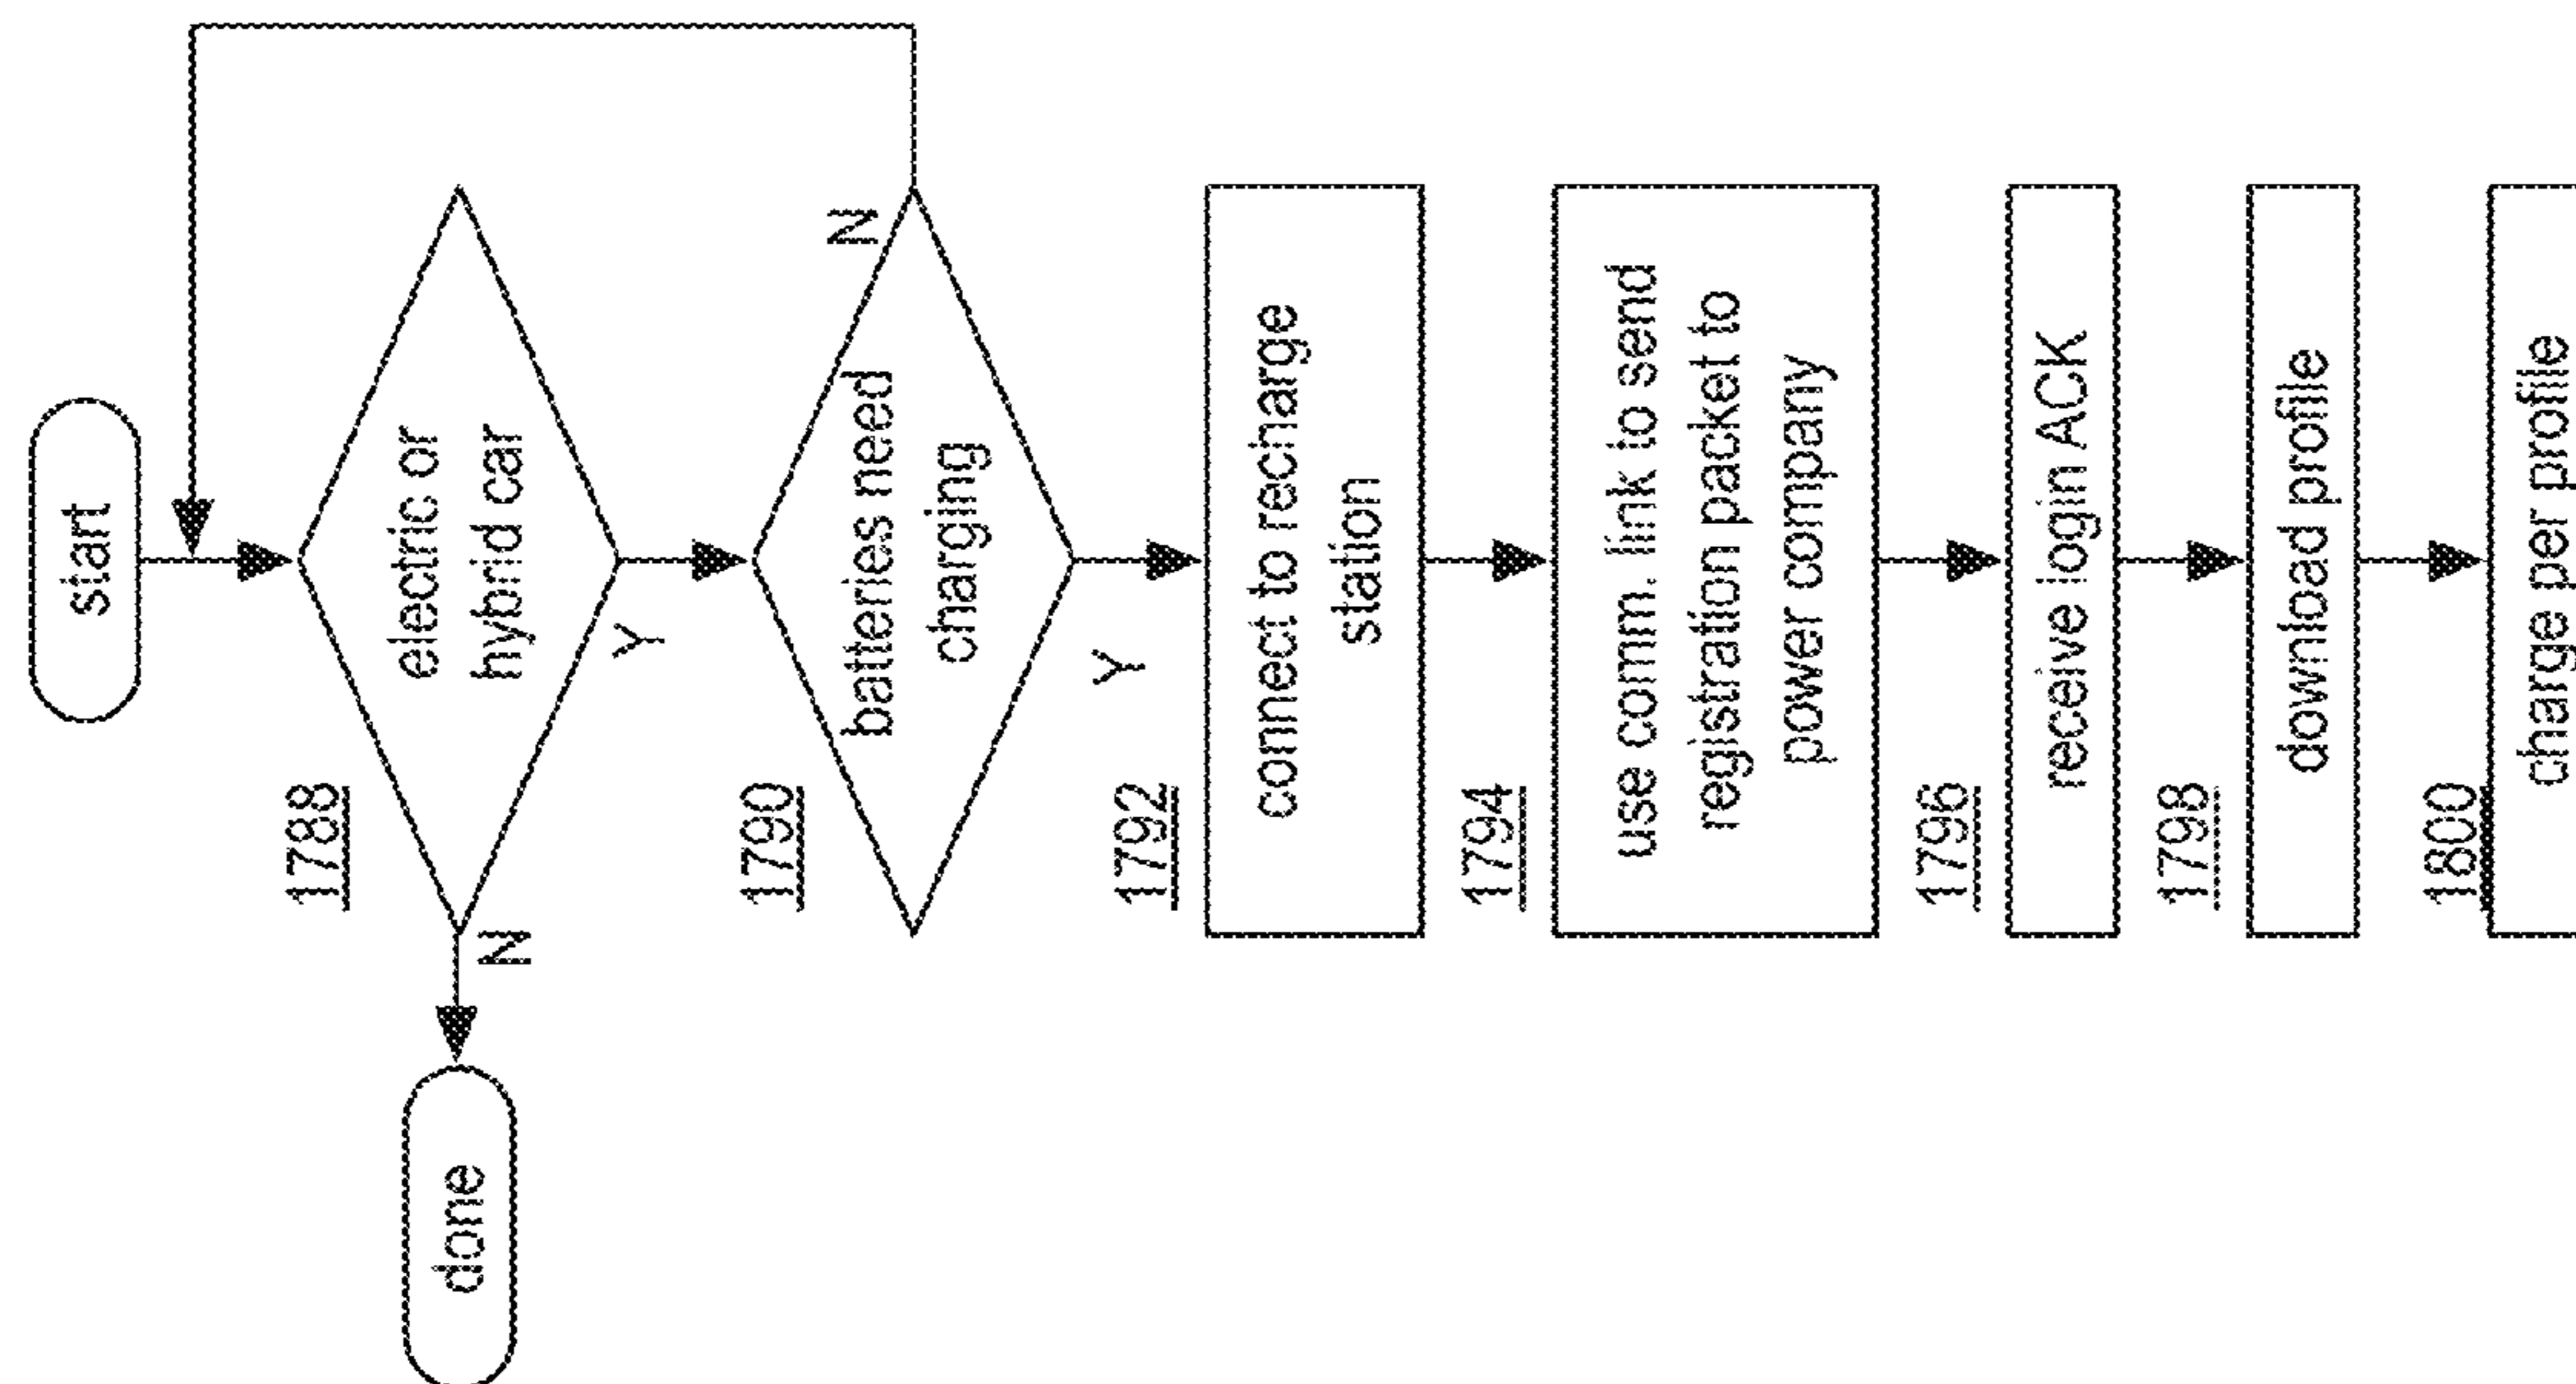 start
1788
electric or
hybrid car
N
done
Y
1790
batteries need
charging
N
Y
1792
connect to recharge
station
1794
use comm. link to send
registration packet to
power company
1796
receive login ACK
1798
download profile
1800
charge per profile